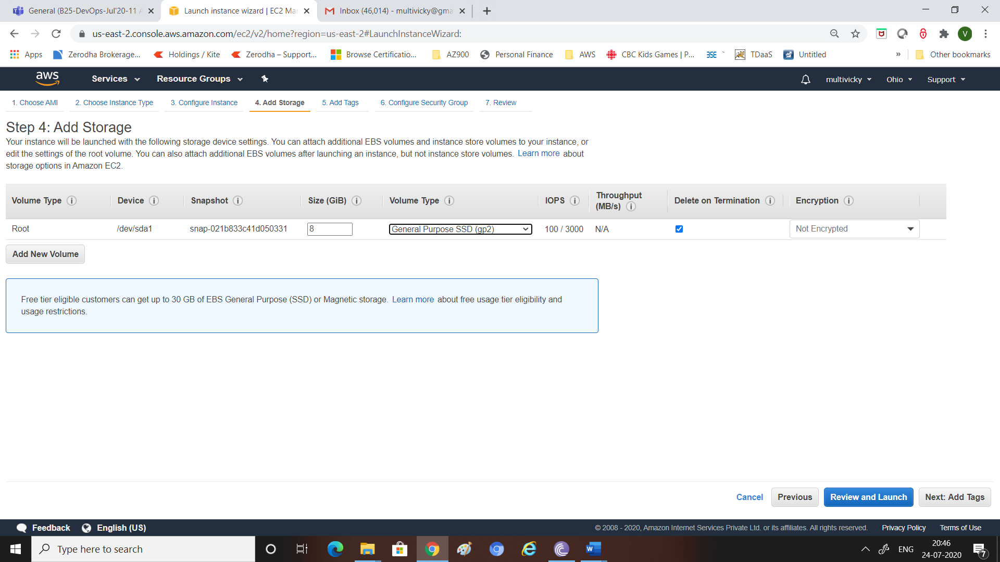 General (B25-DevOps-Jul'20-11 A
Launch instance wizard | EC2 Ma
Inbox (46,014) - multivicky@gma
us-east-2.console.aws.amazon.com/ec2/v2/home?region=us-east-2#LaunchInstanceWizard:
V
Apps
Zerodha Brokerage...
Holdings / Kite
Zerodha – Support...
Browse Certificatio...
AZ900
Personal Finance
AWS
CBC Kids Games | P...
BSE
`
TDaaS
Untitled
»
Other bookmarks
aws
Services
Resource Groups
multivicky
Ohio
Support
1. Choose AMI
2. Choose Instance Type
3. Configure Instance
4. Add Storage
5. Add Tags
6. Configure Security Group
7. Review
Step 4: Add Storage
Your instance will be launched with the following storage device settings. You can attach additional EBS volumes and instance store volumes to your instance, or
edit the settings of the root volume. You can also attach additional EBS volumes after launching an instance, but not instance store volumes. Learn more about
storage options in Amazon EC2.
Volume Type
Device
Snapshot
Size (GiB)
Volume Type
IOPS
Throughput
(MB/s)
Delete on Termination
Encryption
Root
/dev/sda1
snap-021b833c41d050331
8
General Purpose SSD (gp2)
100 / 3000
N/A
Not Encrypted
Add New Volume
Free tier eligible customers can get up to 30 GB of EBS General Purpose (SSD) or Magnetic storage. Learn more about free usage tier eligibility and
usage restrictions.
Cancel
Previous
Review and Launch
Next: Add Tags
Feedback
English (US)
© 2008 - 2020, Amazon Internet Services Private Ltd. or its affiliates. All rights reserved.
Privacy Policy
Terms of Use
Type here to search
ENG
20:46
24-07-2020
7